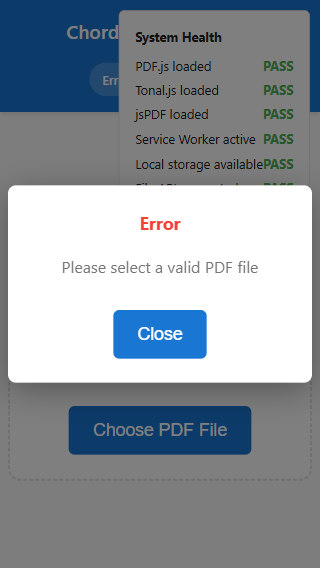 Chord
System Health
PDF.js loaded PASS
Tonal.js loaded PASS
jsPDF loaded PASS
Service Worker active PASS
Local storage available PASS
PASS
Error
Please select a valid PDF file
Close
Choose PDF File